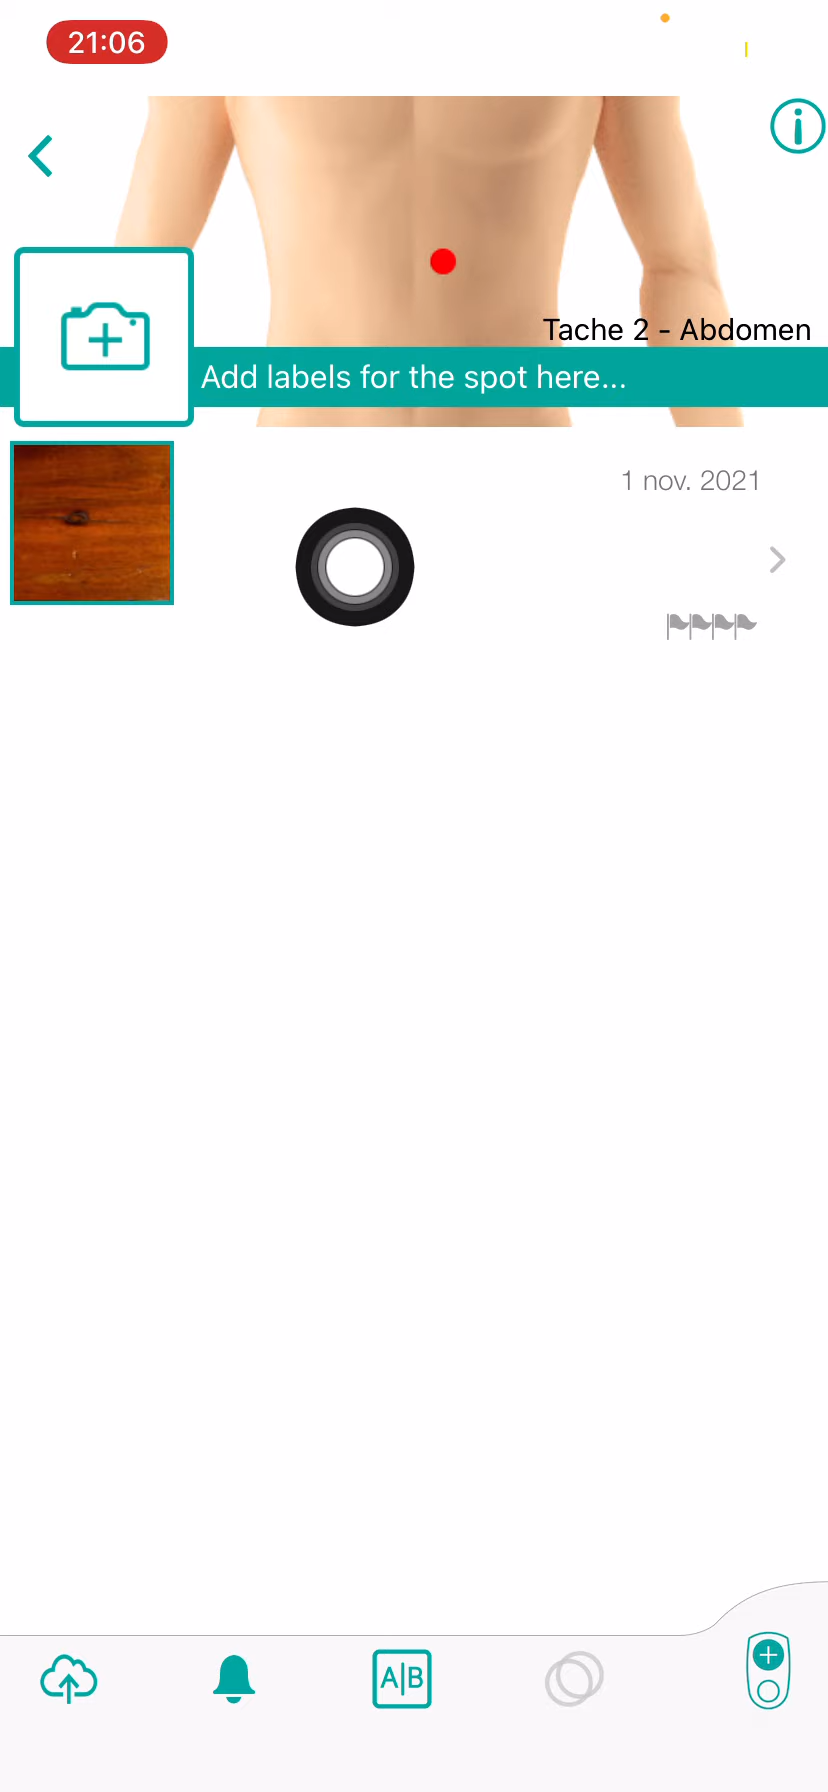 21:06
Tache 2 - Abdomen
Add labels for the spot here...
1 nov. 2021
A|B